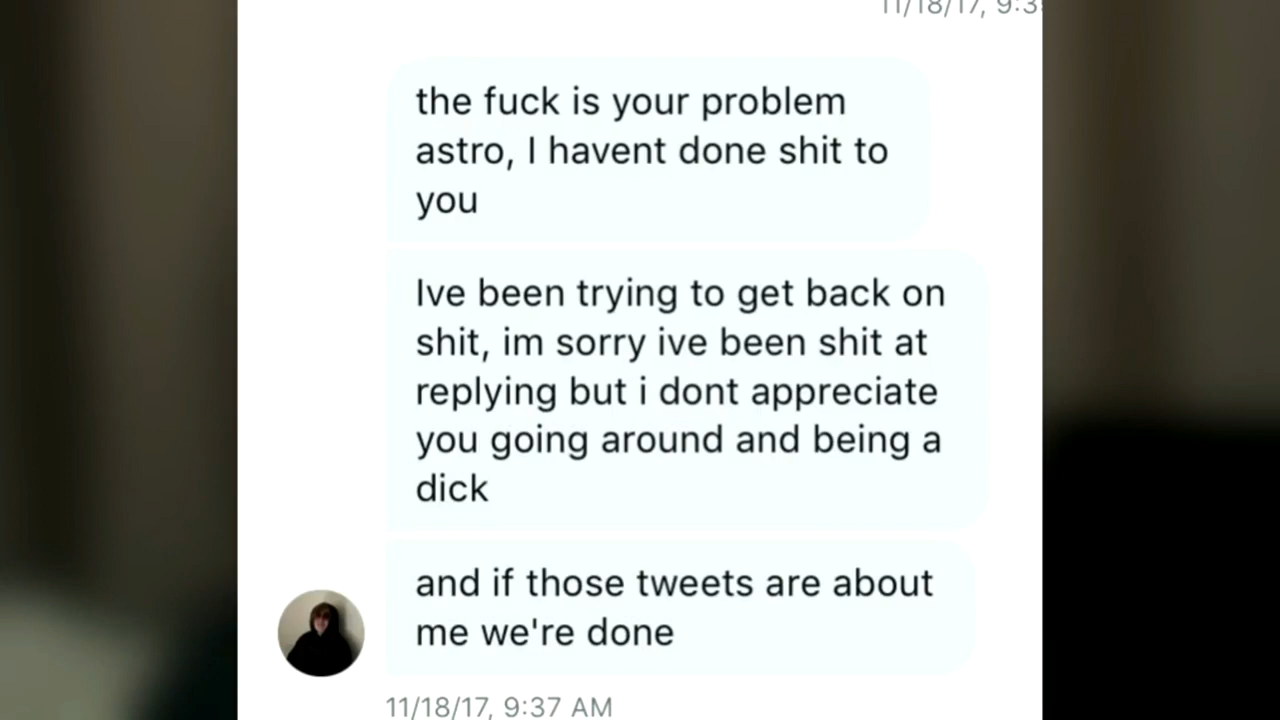 11/18/17, 9:3
the fuck is your problem
astro, I havent done shit to
you
Ive been trying to get back on
shit, im sorry ive been shit at
replying but i dont appreciate
you going around and being a
dick
and if those tweets are about
me we're done
11/18/17, 9:37 AM